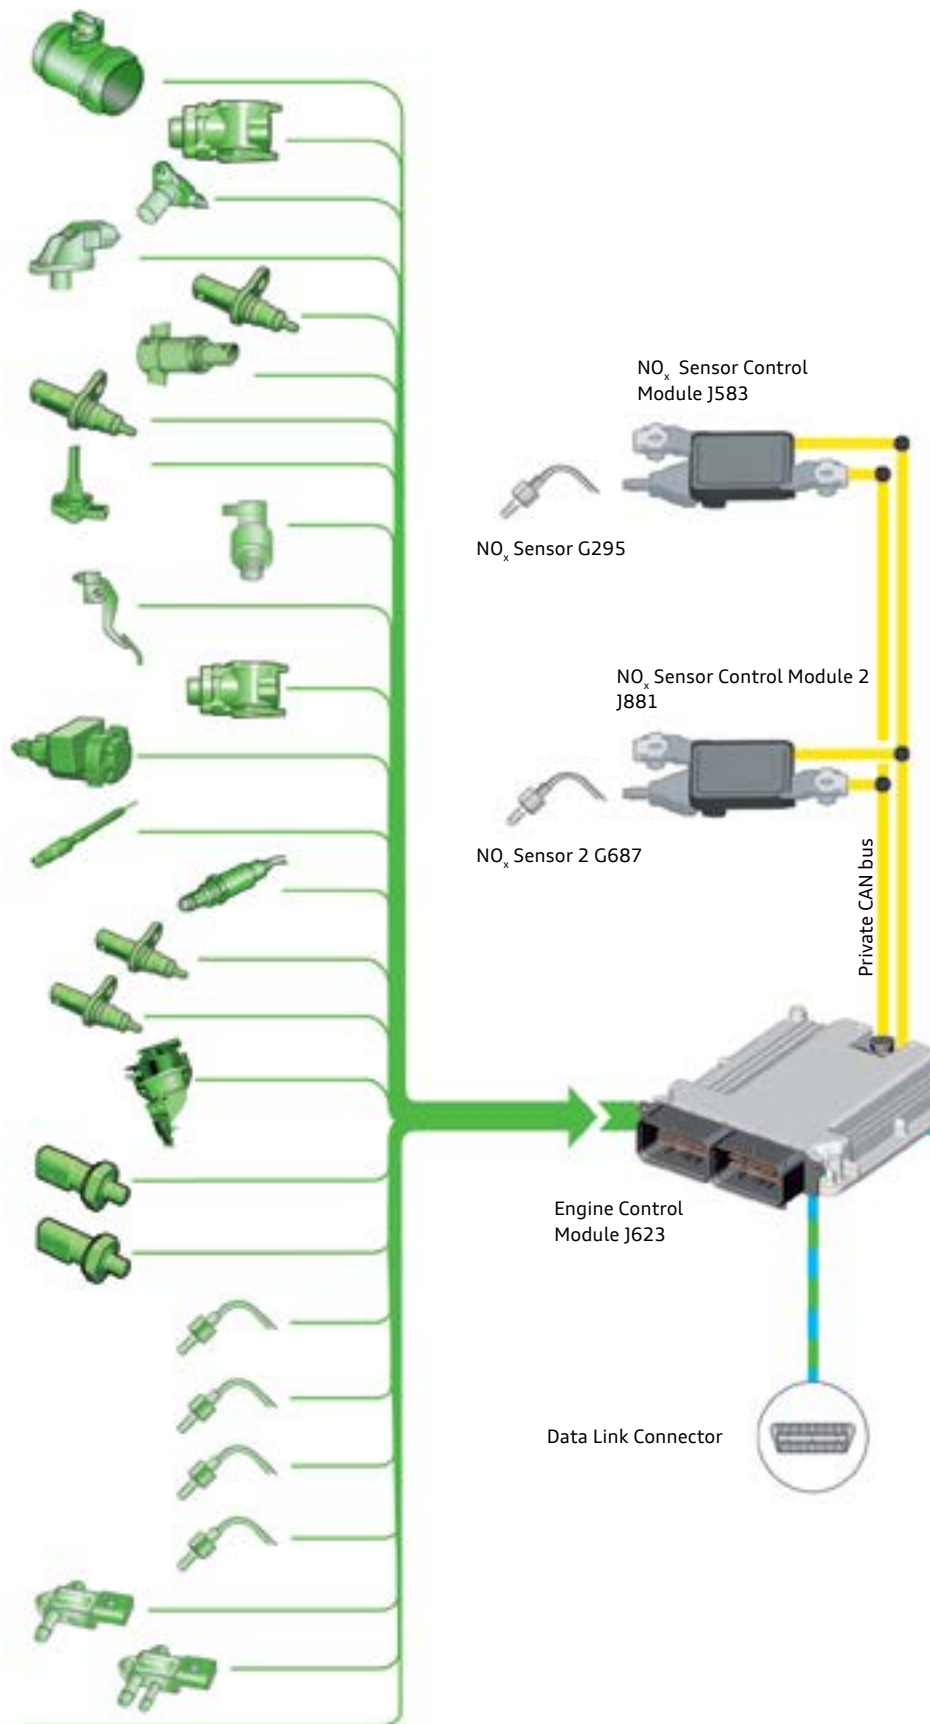 NOx Sensor Control
Module J583
NOx Sensor G295
NOx Sensor Control Module 2
J881
NOx Sensor 2 G687
Private CAN bus
Engine Control
Module J623
Data Link Connector